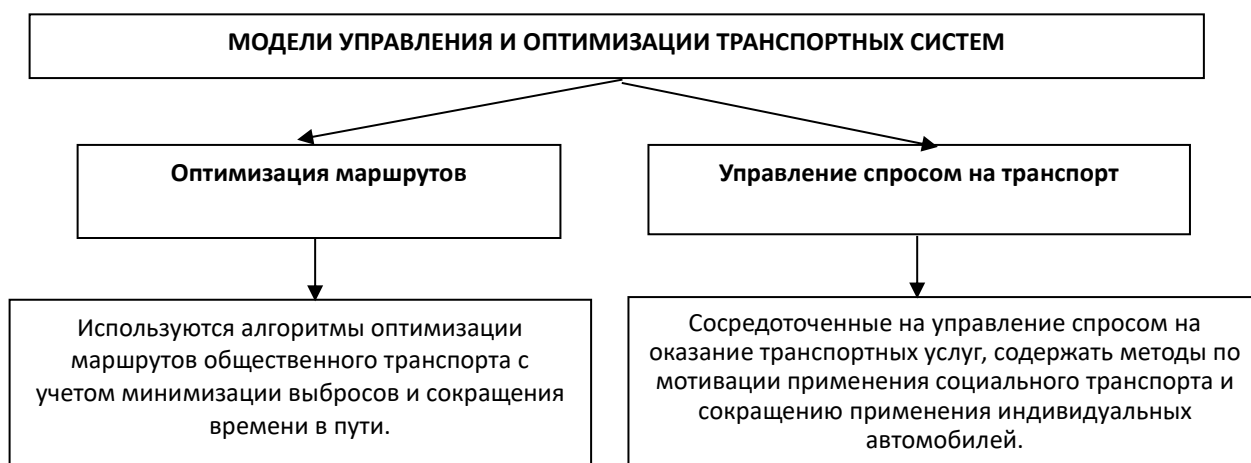 МОДЕЛИ УПРАВЛЕНИЯ И ОПТИМИЗАЦИИ ТРАНСПОРТНЫХ СИСТЕМ
Оптимизация маршрутов
Управление спросом на транспорт
Используются алгоритмы оптимизации
маршрутов общественного транспорта с
учетом минимизации выбросов и сокращения
времени в пути.
Сосредоточенные на управление спросом на
оказание транспортных услуг, содержать методы по
мотивации применения социального транспорта и
сокращению применения индивидуальных
автомобилей.